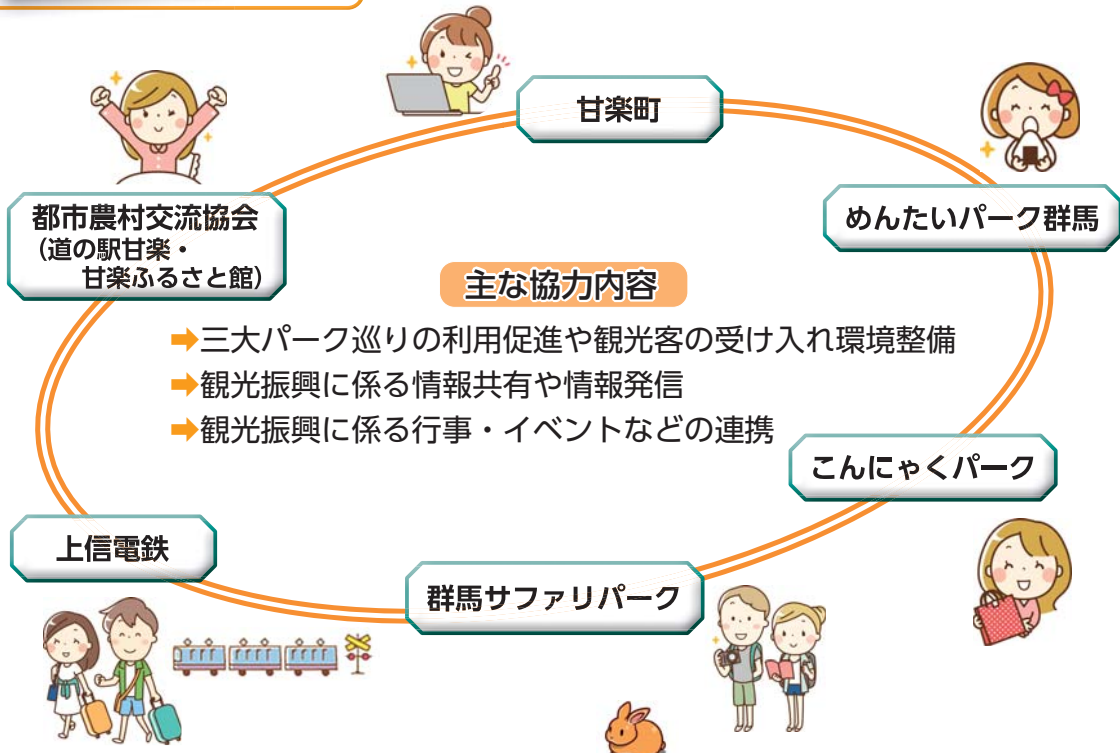 甘楽町
都市農村交流協会
（道の駅甘楽・
甘楽ふるさと館）
めんたいパーク群馬
主な協力内容
➡三大パーク巡りの利用促進や観光客の受け入れ環境整備
➡観光振興に係る情報共有や情報発信
➡観光振興に係る行事・イベントなどの連携
こんにゃくパーク
上信電鉄
群馬サファリパーク